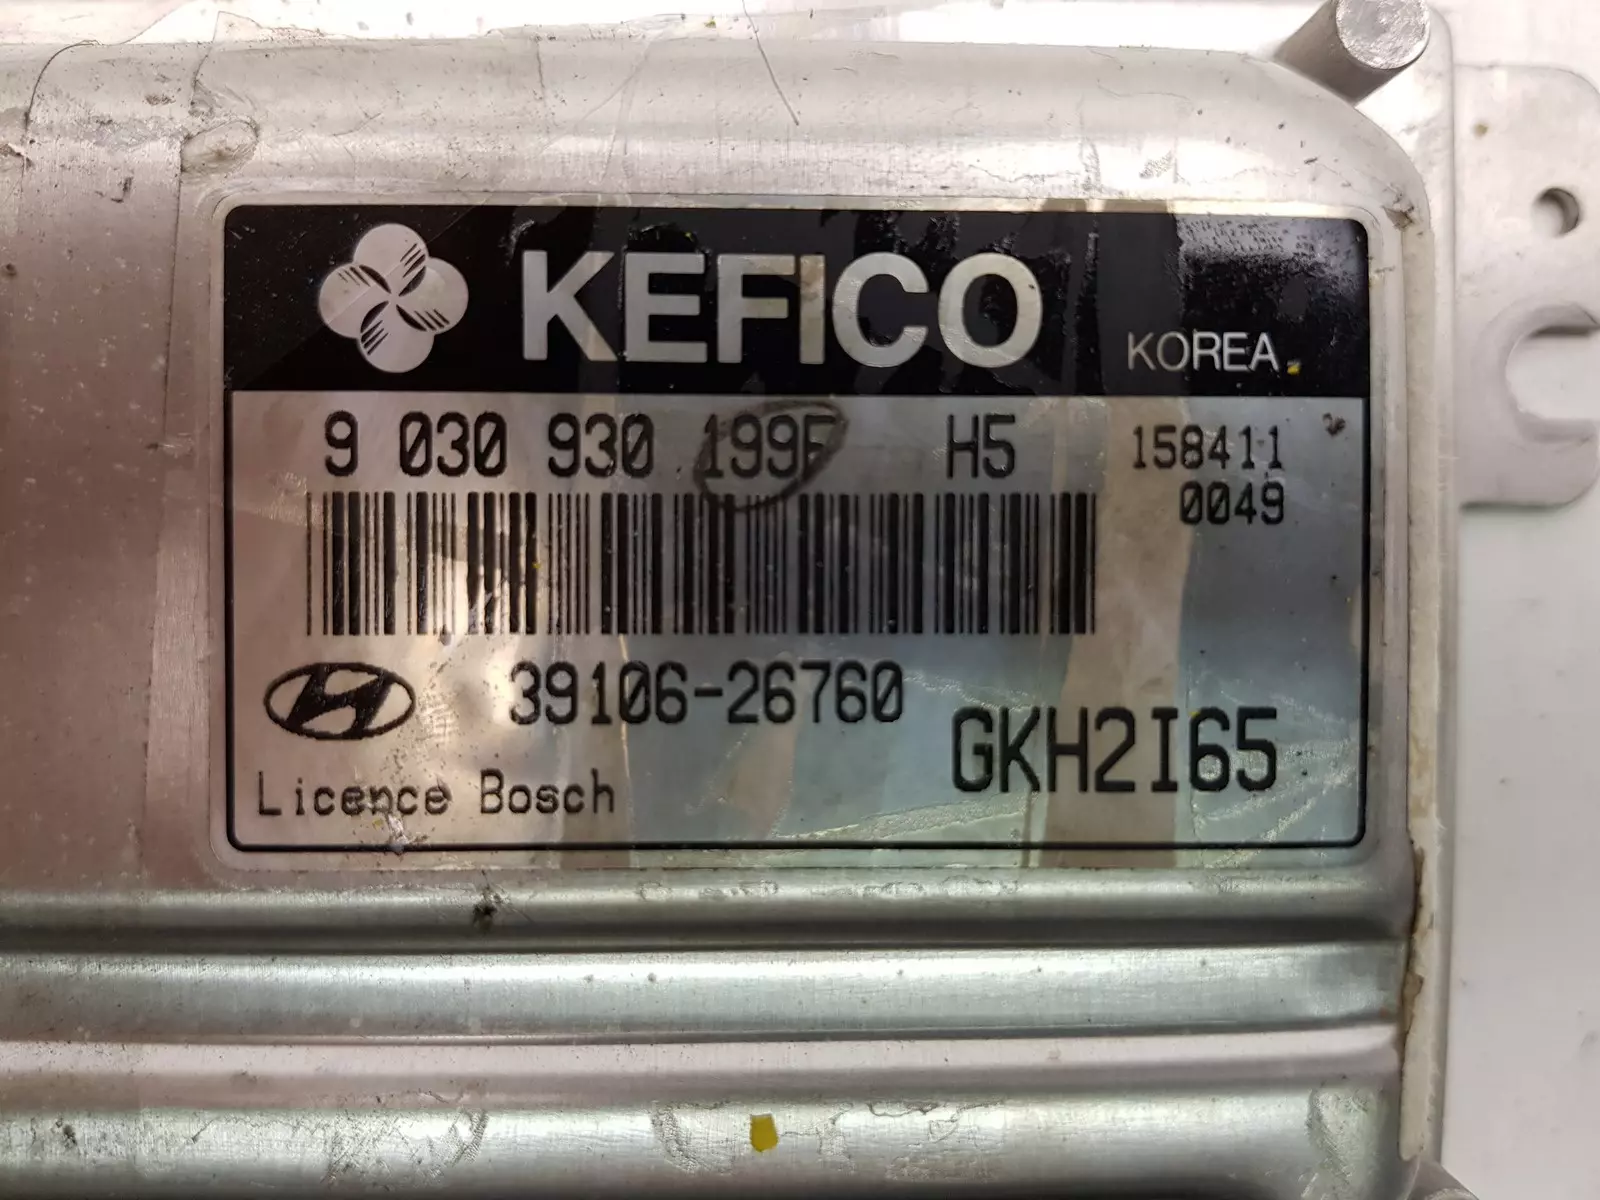 KEFICO KOREA
9 030 930 199F H5 158411
0049
39106-26760
GKH2I65
Licence Bosch